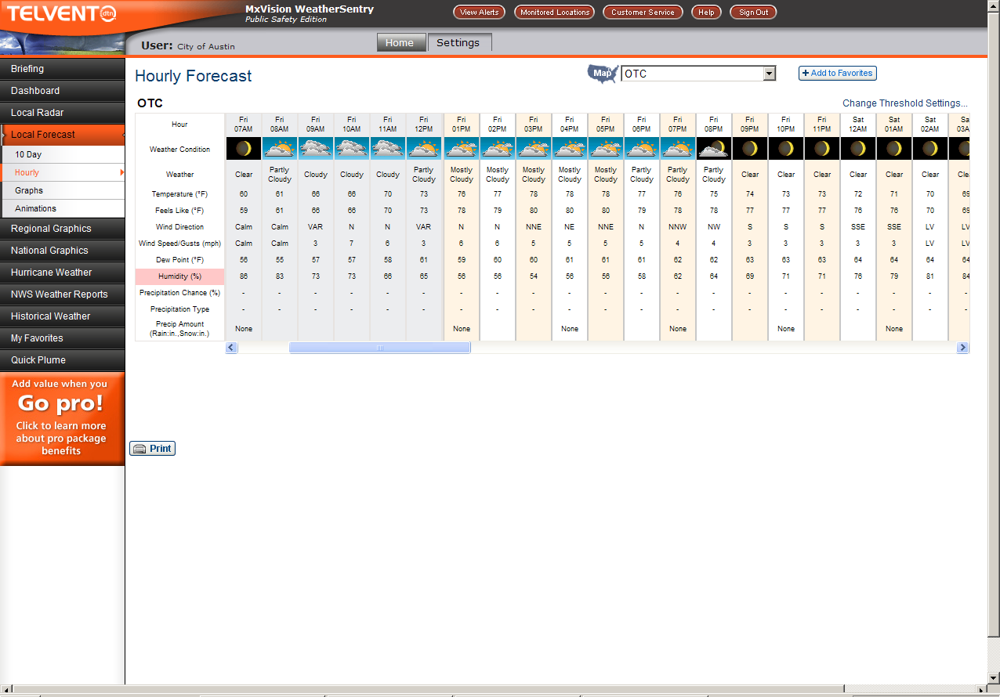 TELVENT dtn
MxVision WeatherSentry
Public Safety Edition
View Alerts Monitored Locations Customer Service Help Sign Out
User: City of Austin
Home Settings
Briefing
Dashboard
Local Radar
Local Forecast
10 Day
Hourly
Graphs
Animations
Regional Graphics
National Graphics
Hurricane Weather
NWS Weather Reports
Historical Weather
My Favorites
Quick Plume
Add value when you
Go pro!
Click to learn more
about pro package
benefits
Hourly Forecast
Map OTC + Add to Favorites
OTC
Change Threshold Settings...
Hour Fri 07AM Fri 08AM Fri 09AM Fri 10AM Fri 11AM Fri 12PM Fri 01PM Fri 02PM Fri 03PM Fri 04PM Fri 05PM Fri 06PM Fri 07PM Fri 08PM Fri 09PM Fri 10PM Fri 11PM Sat 12AM Sat 01AM Sat 02AM Sa 03A
Weather Condition
Weather Clear Partly Cloudy Cloudy Cloudy Cloudy Partly Cloudy Mostly Cloudy Mostly Cloudy Mostly Cloudy Mostly Cloudy Mostly Cloudy Partly Cloudy Partly Cloudy Partly Cloudy Clear Clear Clear Clear Clear Clear Cle
Temperature (°F) 60 61 66 66 70 73 76 77 78 78 78 77 76 75 74 73 73 72 71 70 69
Feels Like (°F) 59 61 66 66 70 73 78 79 80 80 80 79 78 78 77 77 77 76 76 70 69
Wind Direction Calm Calm VAR N N VAR N N NNE NE NNE N NNW NW S S S SSE SSE LV LV
Wind Speed/Gusts (mph) Calm Calm 3 7 6 3 6 6 5 5 5 5 4 4 3 3 3 3 3 LV LV
Dew Point (°F) 56 55 57 57 58 61 59 60 60 61 61 61 62 62 63 63 63 64 64 64 64
Humidity (%) 86 83 73 73 66 65 56 56 54 56 56 58 62 64 69 71 71 76 79 81 84
Precipitation Chance (%) - - - - - - - - - - - - - - - - - - - - -
Precipitation Type - - - - - - - - - - - - - - - - - - - - -
Precip Amount
(Rain:in.,Snow:in.) None None None None None None
Print